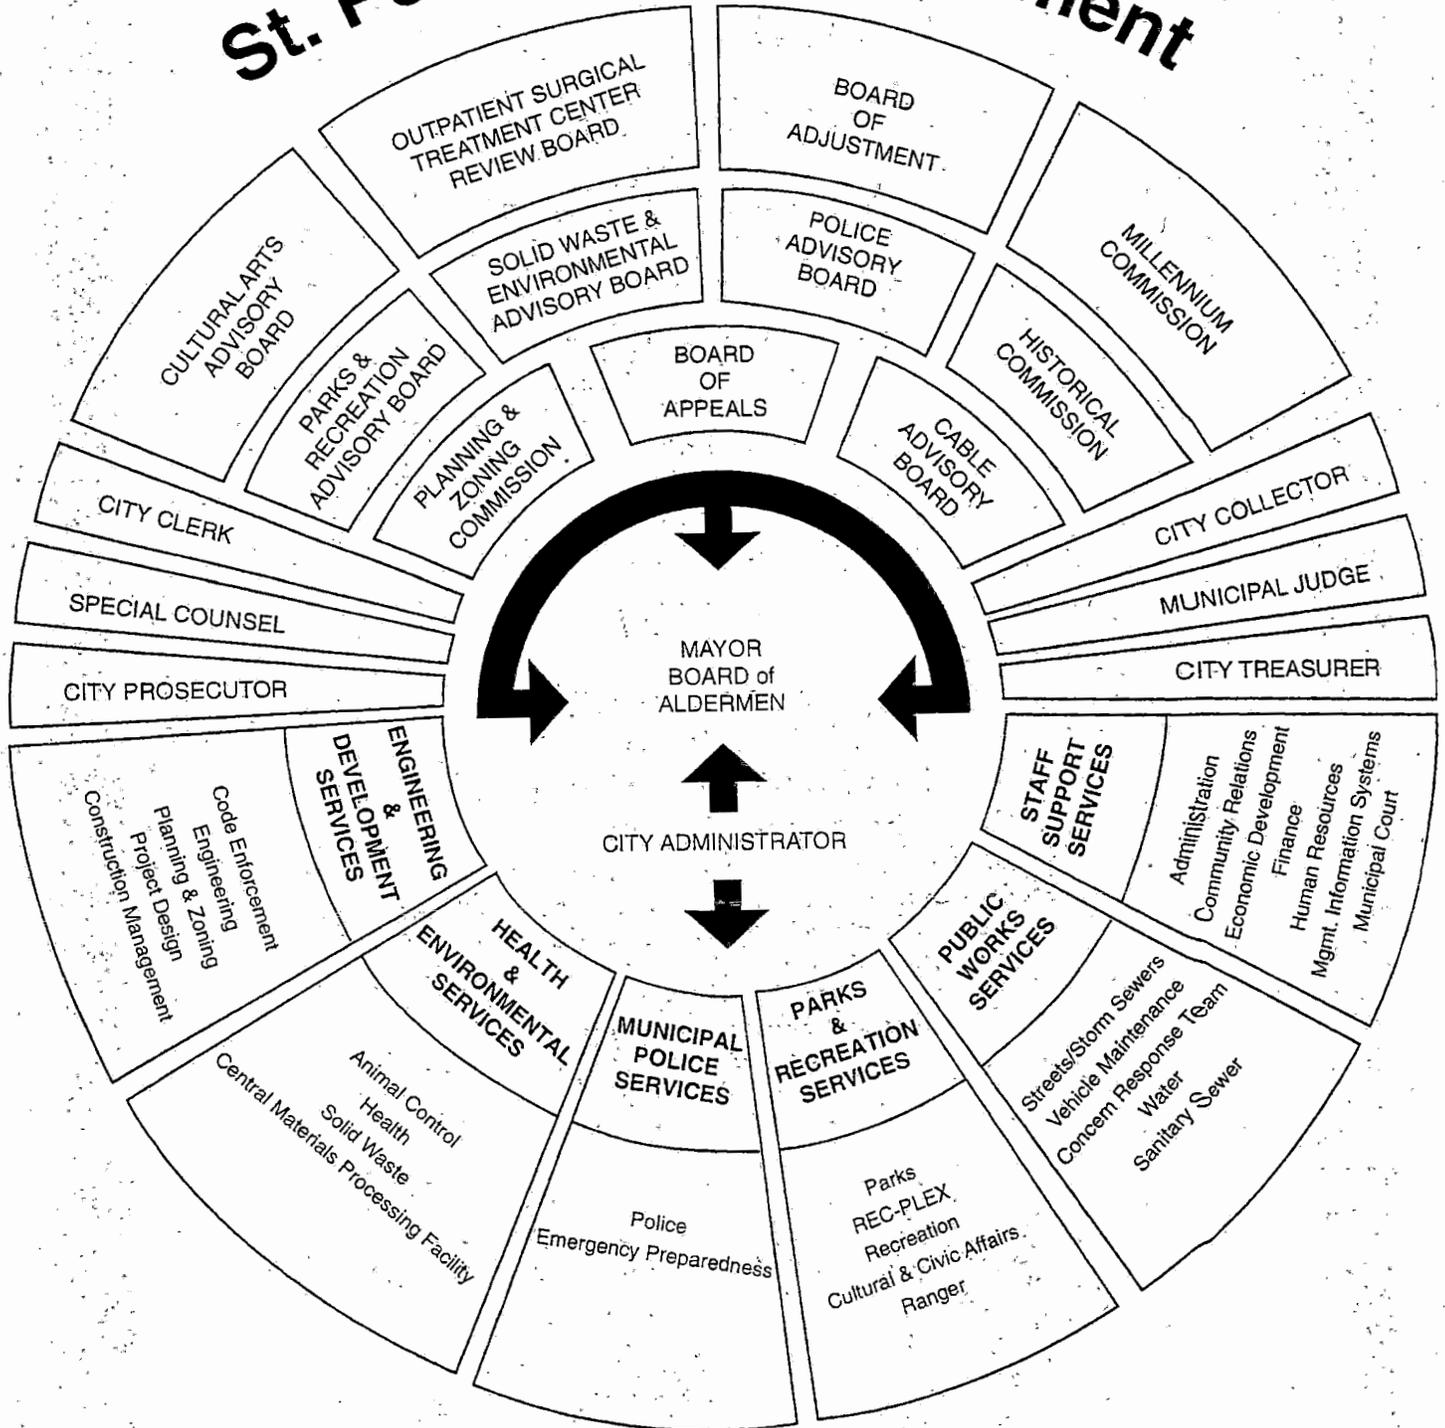 St.
OUTPATIENT SURGICAL
TREATMENT CENTER
REVIEW BOARD
BOARD
OF
ADJUSTMENT
CULTURAL ARTS
ADVISORY
BOARD
SOLID WASTE &
ENVIRONMENTAL
ADVISORY BOARD
POLICE
ADVISORY
BOARD
MILLENNIUM
COMMISSION
PARKS &
RECREATION
ADVISORY BOARD
HISTORICAL
COMMISSION
PLANNING &
ZONING
COMMISSION
BOARD
OF
APPEALS
CABLE
ADVISORY
BOARD
CITY CLERK
SPECIAL COUNSEL
CITY PROSECUTOR
CITY COLLECTOR
MUNICIPAL JUDGE
CITY TREASURER
MAYOR
BOARD of
ALDERMEN
CITY ADMINISTRATOR
ENGINEERING
&
DEVELOPMENT
SERVICES
Code Enforcement
Engineering
Planning & Zoning
Project Design
Construction Management
HEALTH
&
ENVIRONMENTAL
SERVICES
Animal Control
Health
Solid Waste
Central Materials Processing Facility
MUNICIPAL
POLICE
SERVICES
Police
Emergency Preparedness
PARKS
&
RECREATION
SERVICES
Parks
REC-PLEX
Recreation
Cultural & Civic Affairs
Ranger
PUBLIC
WORKS
SERVICES
Streets/Storm Sewers
Vehicle Maintenance
Concern Response Team
Water
Sanitary Sewer
STAFF
SUPPORT
SERVICES
Administration
Community Relations
Economic Development
Finance
Human Resources
Mgmt. Information Systems
Municipal Court